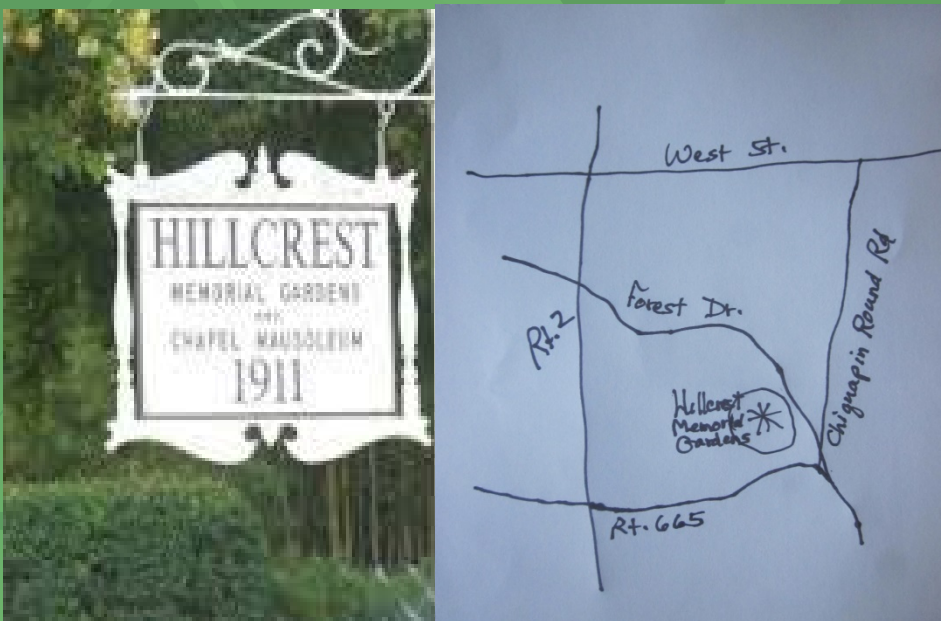 HILLCREST
MEMORIAL GARDENS
AND
CHAPEL MAUSOLEUM
1911
West St.
Forest Dr.
Rt. 2
Chiquapin Round Rd
Hillcrest
Memorial
Gardens
Rt. 665